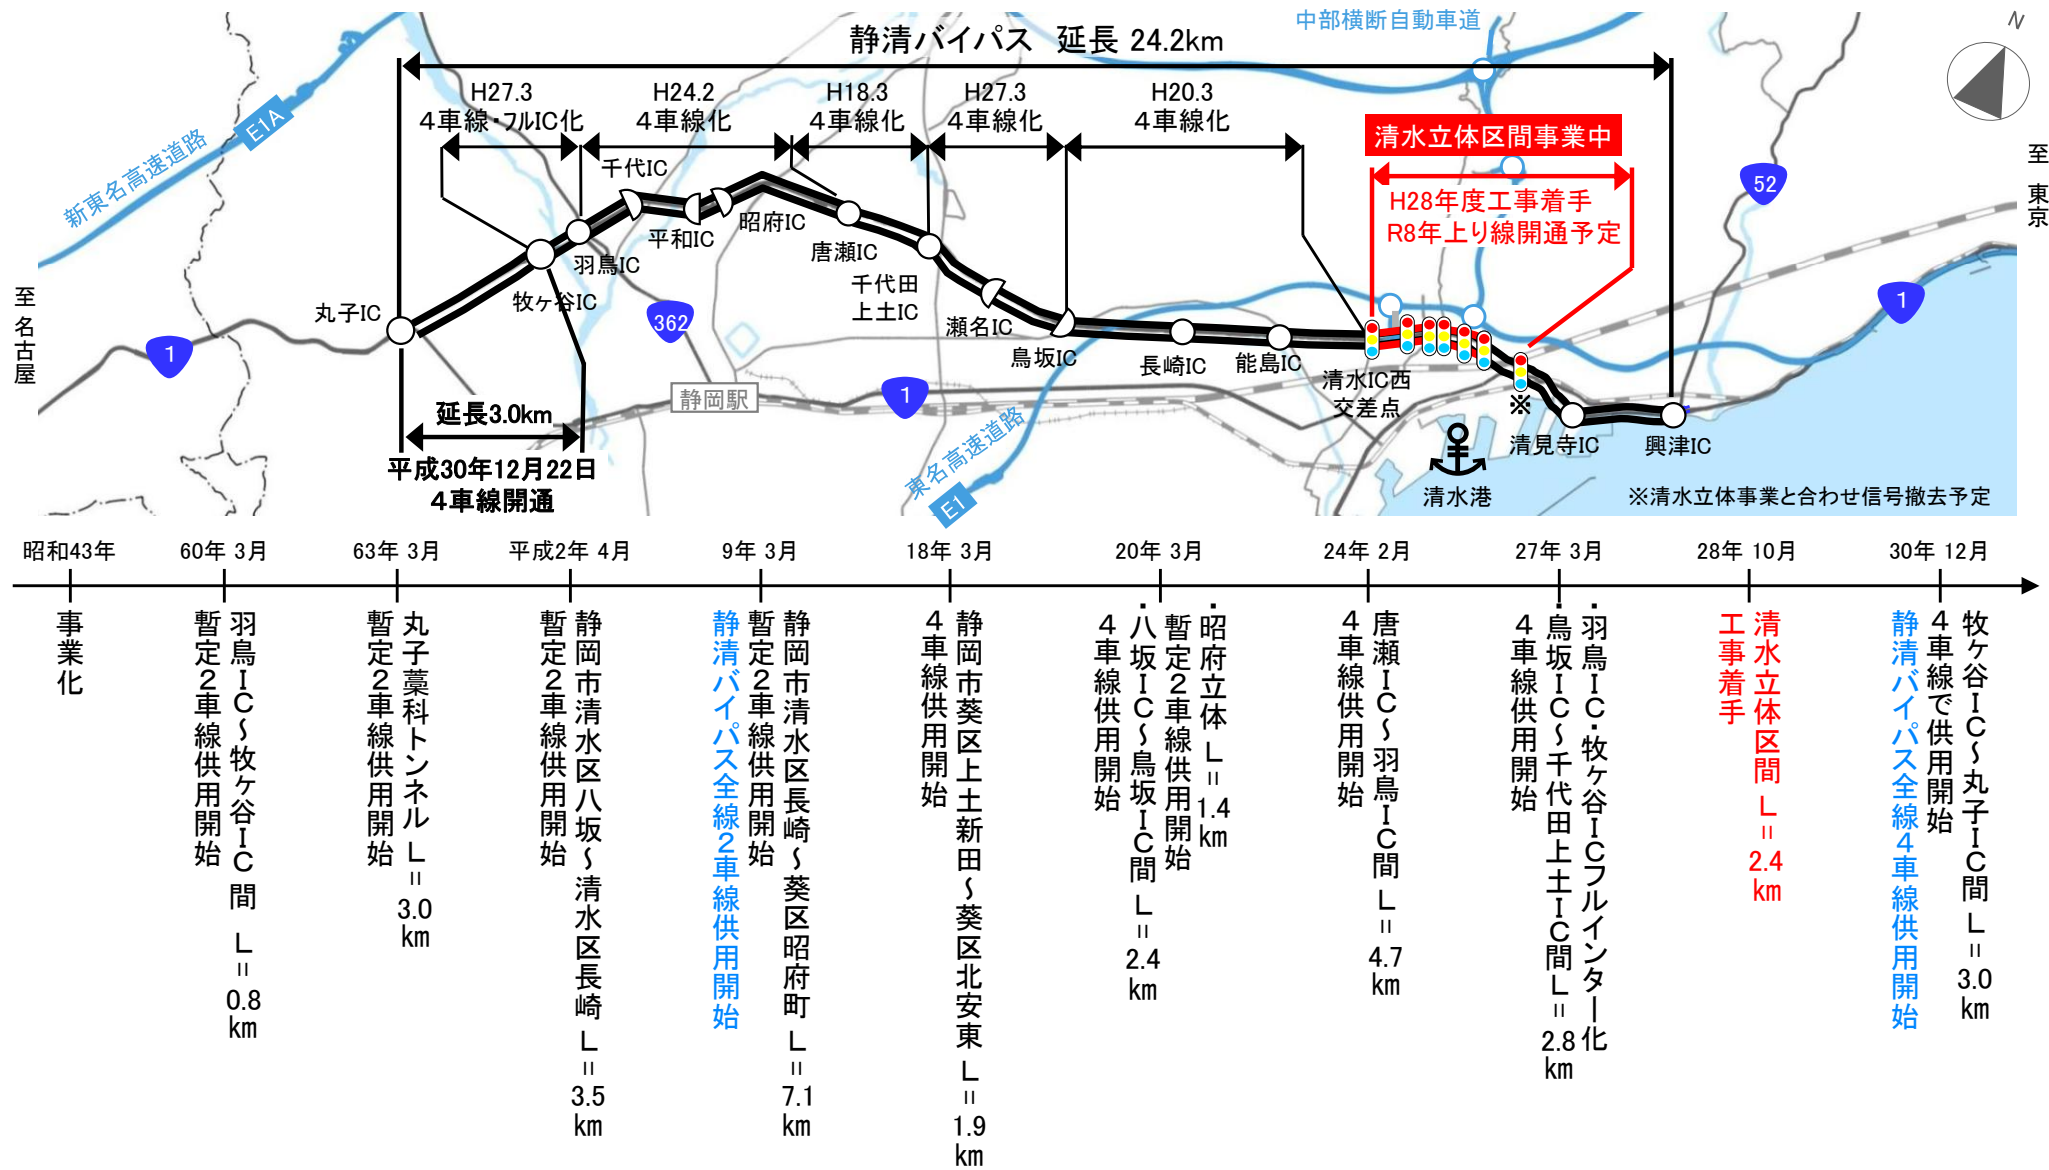 中部横断自動車道
N
静清バイパス 延長 24.2km
H27.3
4車線・フルIC化
H24.2
4車線化
H18.3
4車線化
H27.3
4車線化
H20.3
4車線化
清水立体区間事業中
H28年度工事着手
R8年上り線開通予定
新東名高速道路
E1A
至 名古屋
至 東京
52
1
362
1
1
千代IC
平和IC
昭府IC
唐瀬IC
羽鳥IC
牧ヶ谷IC
丸子IC
千代田
上土IC
瀬名IC
鳥坂IC
長崎IC
能島IC
清水IC西
交差点
※
清見寺IC
興津IC
静岡駅
東名高速道路
E1
清水港
延長3.0km
平成30年12月22日
4車線開通
※清水立体事業と合わせ信号撤去予定
昭和43年
60年 3月
63年 3月
平成2年 4月
9年 3月
18年 3月
20年 3月
24年 2月
27年 3月
28年 10月
30年 12月
事業化
羽鳥IC～牧ヶ谷IC間 L=0.8km
暫定2車線供用開始
丸子藁科トンネル L=3.0km
暫定2車線供用開始
静岡市清水区八坂～清水区長崎 L=3.5km
暫定2車線供用開始
静岡市清水区長崎～葵区昭府町 L=7.1km
暫定2車線供用開始
静清バイパス全線2車線供用開始
静岡市葵区上土新田～葵区北安東 L=1.9km
4車線供用開始
・昭府立体 L=1.4km
暫定2車線供用開始
・八坂IC～鳥坂IC間 L=2.4km
4車線供用開始
唐瀬IC～羽鳥IC間 L=4.7km
4車線供用開始
・羽鳥IC・牧ヶ谷ICフルインター化
・鳥坂IC～千代田上土IC間L=2.8km
4車線供用開始
清水立体区間 L=2.4km
工事着手
牧ヶ谷IC～丸子IC間 L=3.0km
4車線で供用開始
静清バイパス全線4車線供用開始